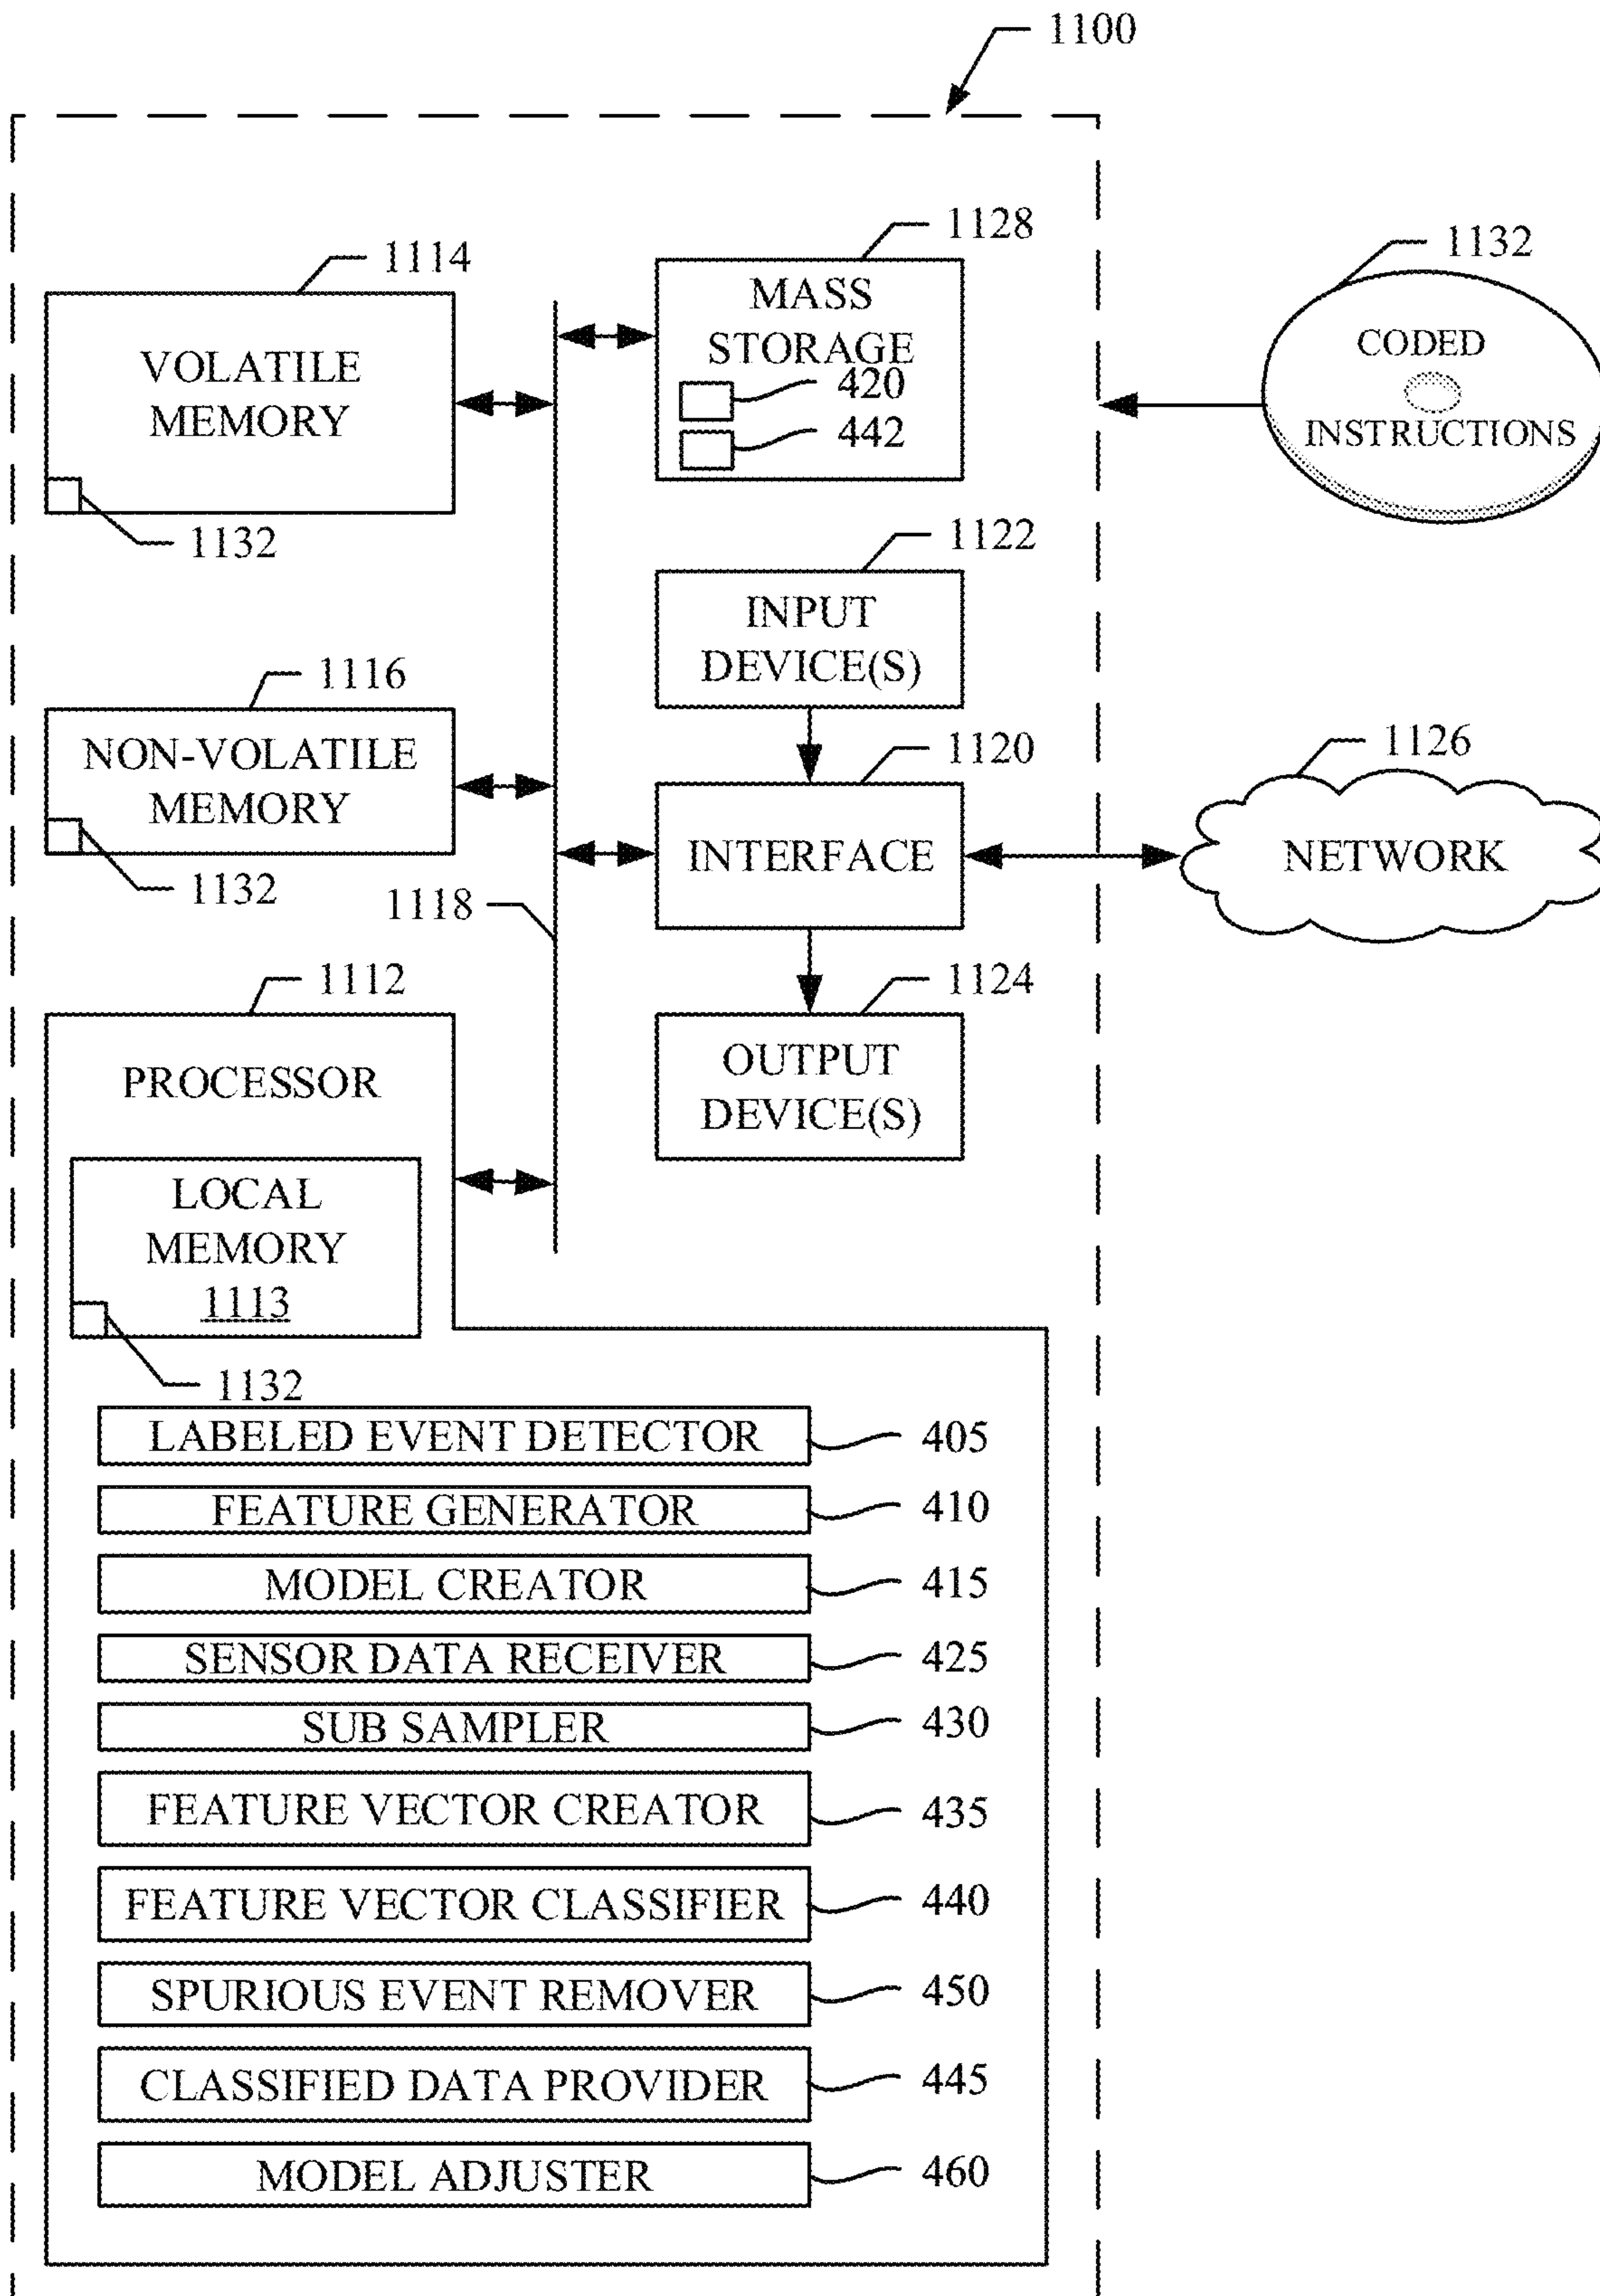 1100
1128
1114
1132
MASS
STORAGE
420
442
VOLATILE
MEMORY
1132
CODED
INSTRUCTIONS
1122
INPUT
DEVICE(S)
1116
NON-VOLATILE
MEMORY
1132
1118
1120
INTERFACE
1126
NETWORK
1124
OUTPUT
DEVICE(S)
1112
PROCESSOR
LOCAL
MEMORY
1113
1132
LABELED EVENT DETECTOR 405
FEATURE GENERATOR 410
MODEL CREATOR 415
SENSOR DATA RECEIVER 425
SUB SAMPLER 430
FEATURE VECTOR CREATOR 435
FEATURE VECTOR CLASSIFIER 440
SPURIOUS EVENT REMOVER 450
CLASSIFIED DATA PROVIDER 445
MODEL ADJUSTER 460